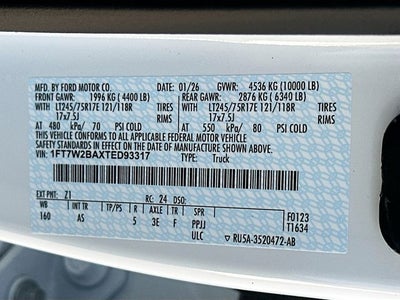 MFD. BY FORD MOTOR CO. 01/26 GVWR: 4536 KG (10000 LB)
FRONT GAWR: 1996 KG (4400 LB) REAR GAWR: 2876 KG (6340 LB)
LT245/75R17E 121/118R TIRES LT245/75R17E 121/118R TIRES
17x7.5J RIMS 17x7.5J RIMS
AT 480 kPa/ 70 PSI COLD AT 550 kPa/ 80 PSI COLD
THIS VEHICLE CONFORMS TO ALL APPLICABLE FEDERAL MOTOR VEHICLE
SAFETY STANDARDS IN EFFECT ON THE DATE OF MANUFACTURE SHOWN ABOVE.
VIN: 1FT7W2BAXTED93317 TYPE: Truck
EXT PNT: Z1 RC: 24 DSO:
WB INT TR TP/PS R AXLE TR SPR F0123
160 AS 5 3E F PPJJ T1634
ULC ▽ RU5A-3520472-AB